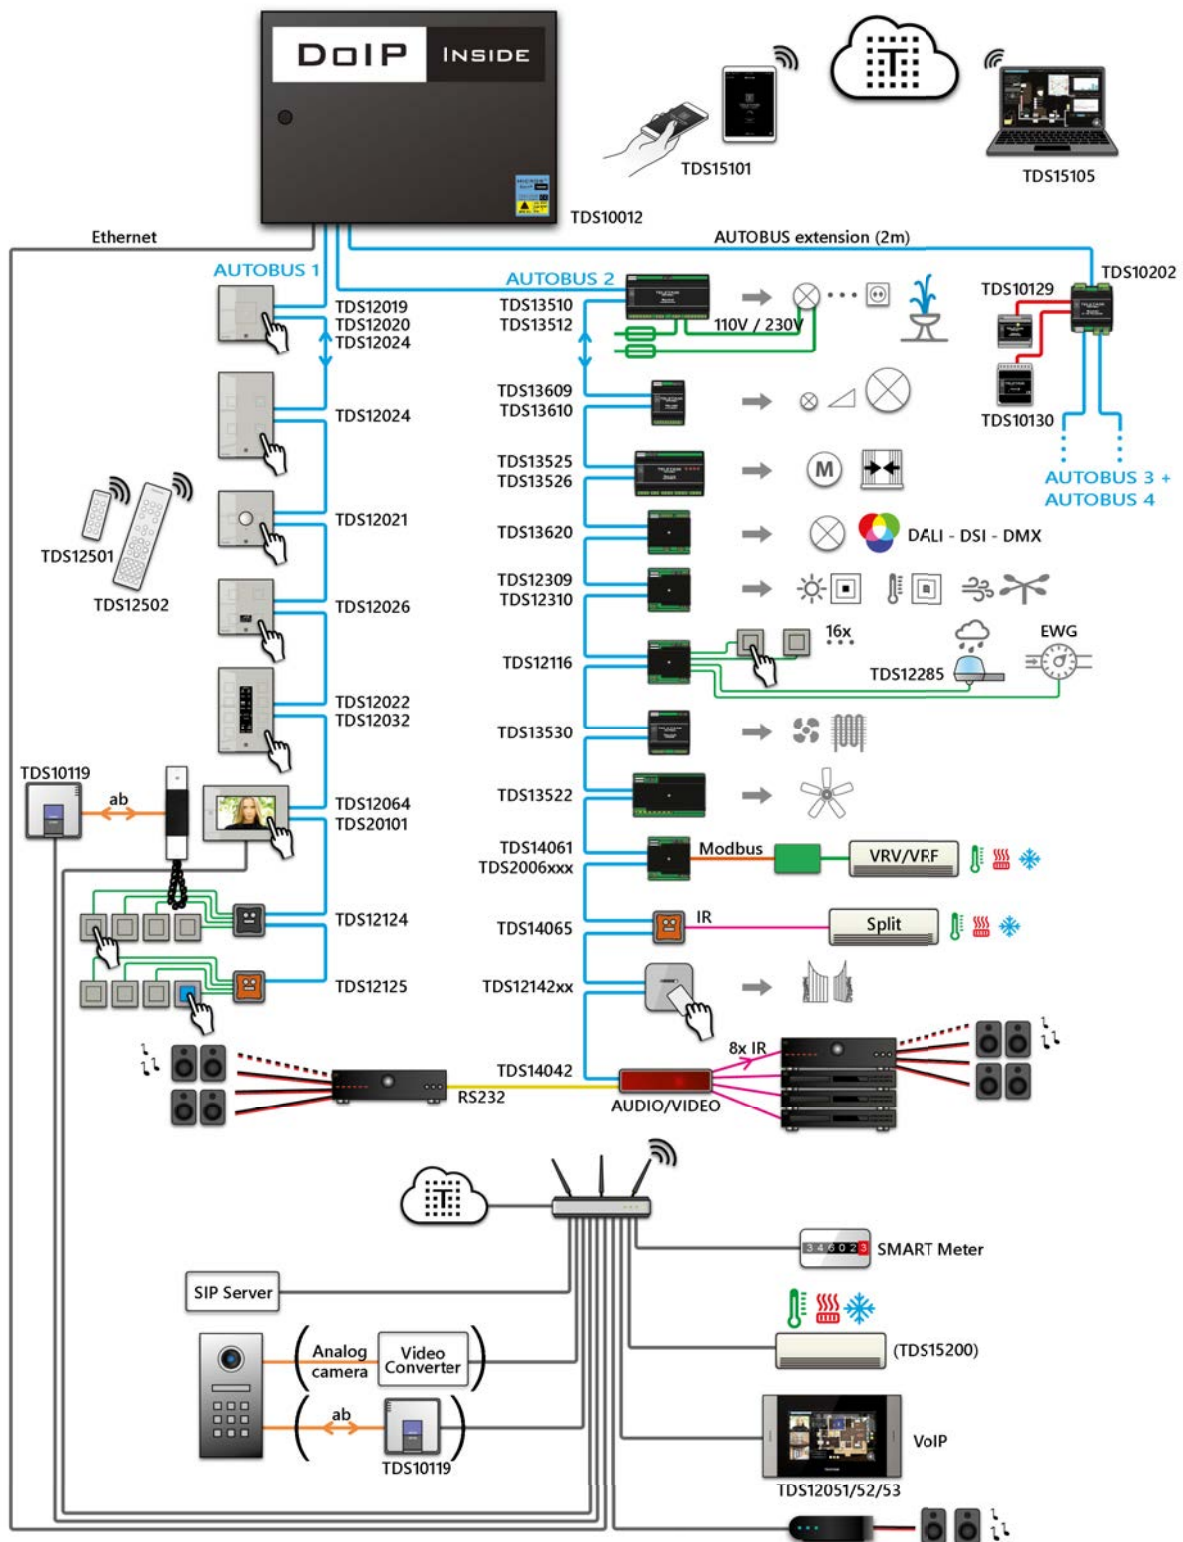 DoIP INSIDE
TDS15101
TDS15105
TDS10012
Ethernet
AUTOBUS extension (2m)
AUTOBUS 1
AUTOBUS 2
TDS10202
TDS12019
TDS12020
TDS12024
TDS13510
TDS13512
110V / 230V
TDS10129
TDS10130
TDS12024
TDS13609
TDS13610
AUTOBUS 3 +
AUTOBUS 4
TDS13525
TDS13526
M
TDS12501
TDS12502
TDS12021
TDS13620
DALI - DSI - DMX
TDS12026
TDS12309
TDS12310
TDS12116
16x
TDS12285
EWG
TDS12022
TDS12032
TDS13530
TDS10119
ab
TDS12064
TDS20101
TDS13522
TDS14061
TDS2006xxx
Modbus
VRV/VRF
TDS12124
TDS14065
IR
Split
TDS12125
TDS12142xx
TDS14042
RS232
AUDIO/VIDEO
8x IR
T
T
346023
SMART Meter
SIP Server
Analog
camera
Video
Converter
(TDS15200)
ab
TDS10119
VoIP
TDS12051/52/53